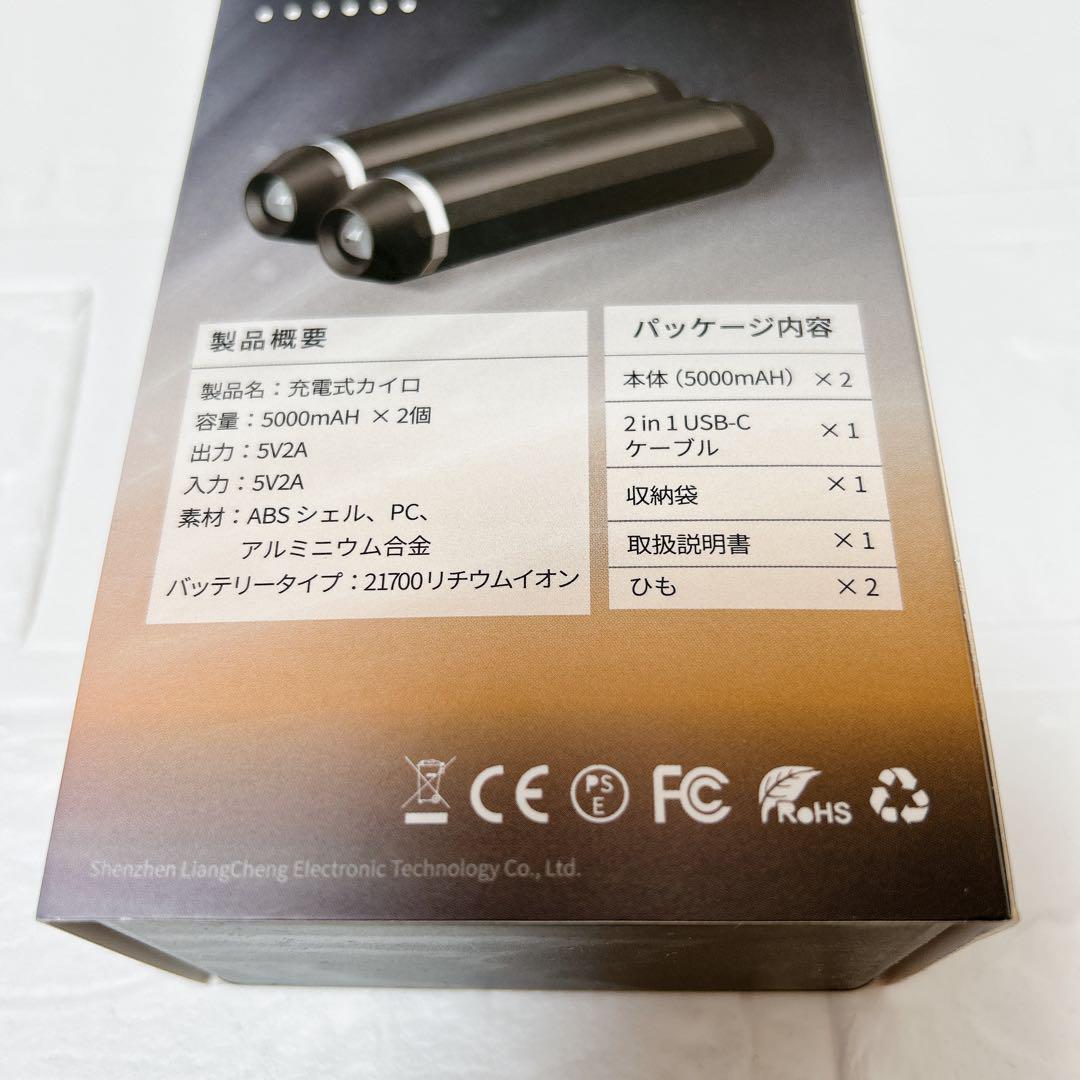 製品概要
製品名：充電式カイロ
容量：5000mAH × 2個
出力：5V2A
入力：5V2A
素材：ABS シェル、PC、
アルミニウム合金
バッテリータイプ：21700リチウムイオン
パッケージ内容
本体（5000mAH） × 2
2 in 1 USB-C
ケーブル × 1
収納袋 × 1
取扱説明書 × 1
ひも × 2
CE PSE FC RoHS
Shenzhen LiangCheng Electronic Technology Co., Ltd.